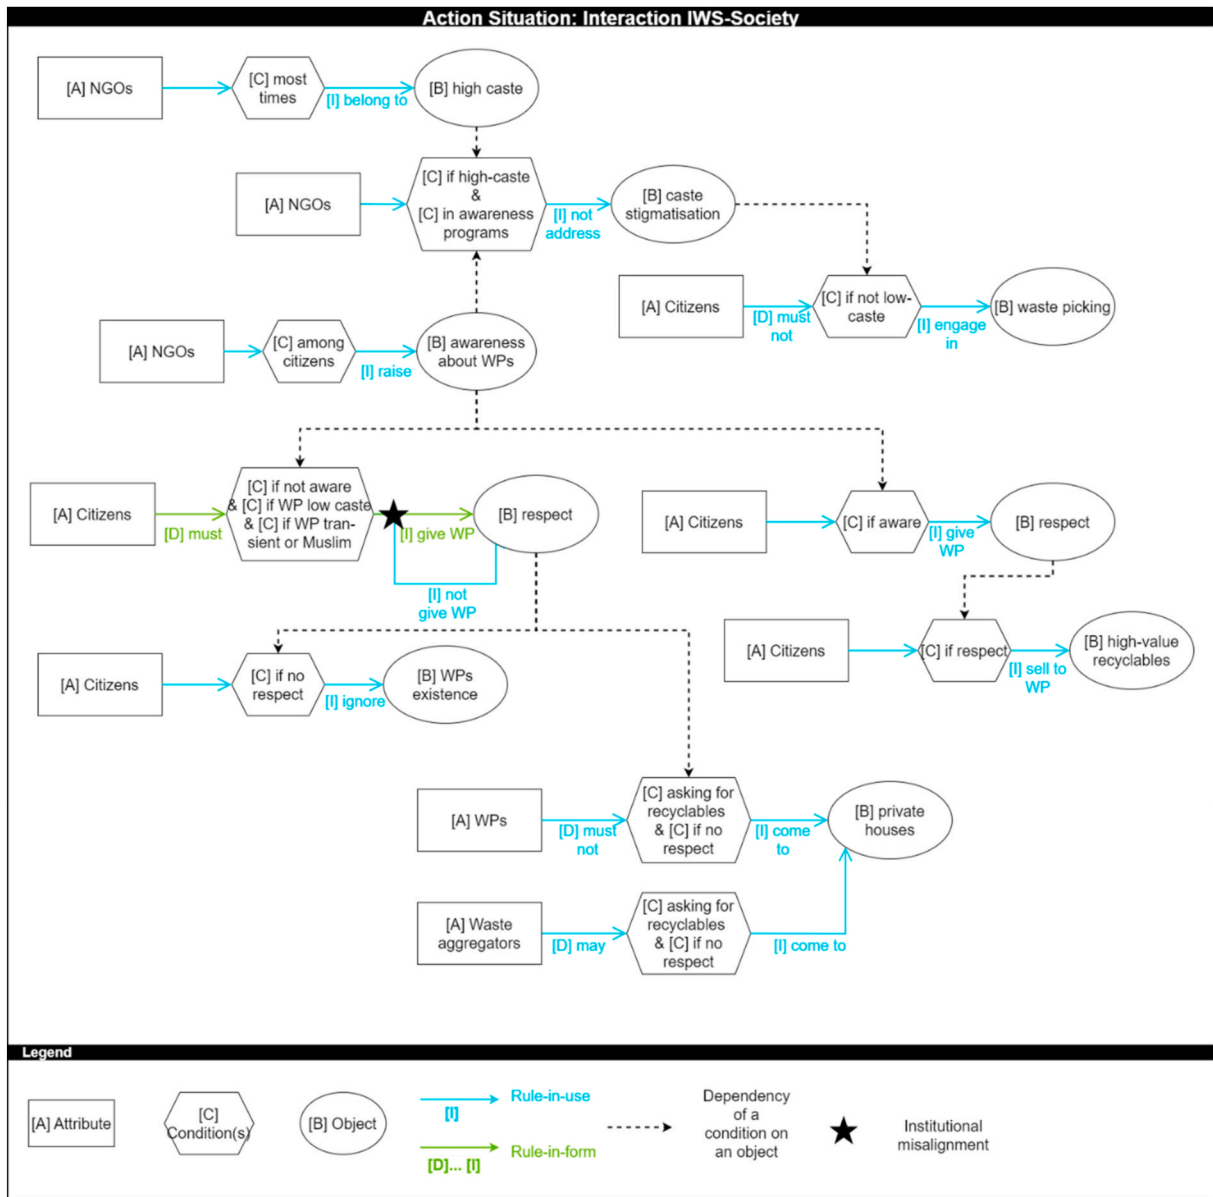 Action Situation: Interaction IWS-Society
[A] NGOs
[C] most
times
[I] belong to
[B] high caste
[A] NGOs
[C] if high-caste
&
[C] in awareness
programs
[I] not
address
[B] caste
stigmatisation
[A] Citizens
[D] must
not
[C] if not low-
caste
[I] engage
in
[B] waste picking
[A] NGOs
[C] among
citizens
[I] raise
[B] awareness
about WPs
[A] Citizens
[D] must
[C] if not aware
& [C] if WP low caste
& [C] if WP tran-
sient or Muslim
[I] give WP
[I] not
give WP
[B] respect
[A] Citizens
[C] if aware
[I] give
WP
[B] respect
[A] Citizens
[C] if respect
[I] sell to
WP
[B] high-value
recyclables
[A] Citizens
[C] if no
respect
[I] ignore
[B] WPs
existence
[A] WPs
[D] must
not
[C] asking for
recyclables
& [C] if no
respect
[I] come
to
[B] private
houses
[A] Waste
aggregators
[D] may
[C] asking for
recyclables
& [C] if no
respect
[I] come to
Legend
[A] Attribute
[C]
Condition(s)
[B] Object
[I]
Rule-in-use
[D]... [I]
Rule-in-form
Dependency
of a
condition on
an object
Institutional
misalignment